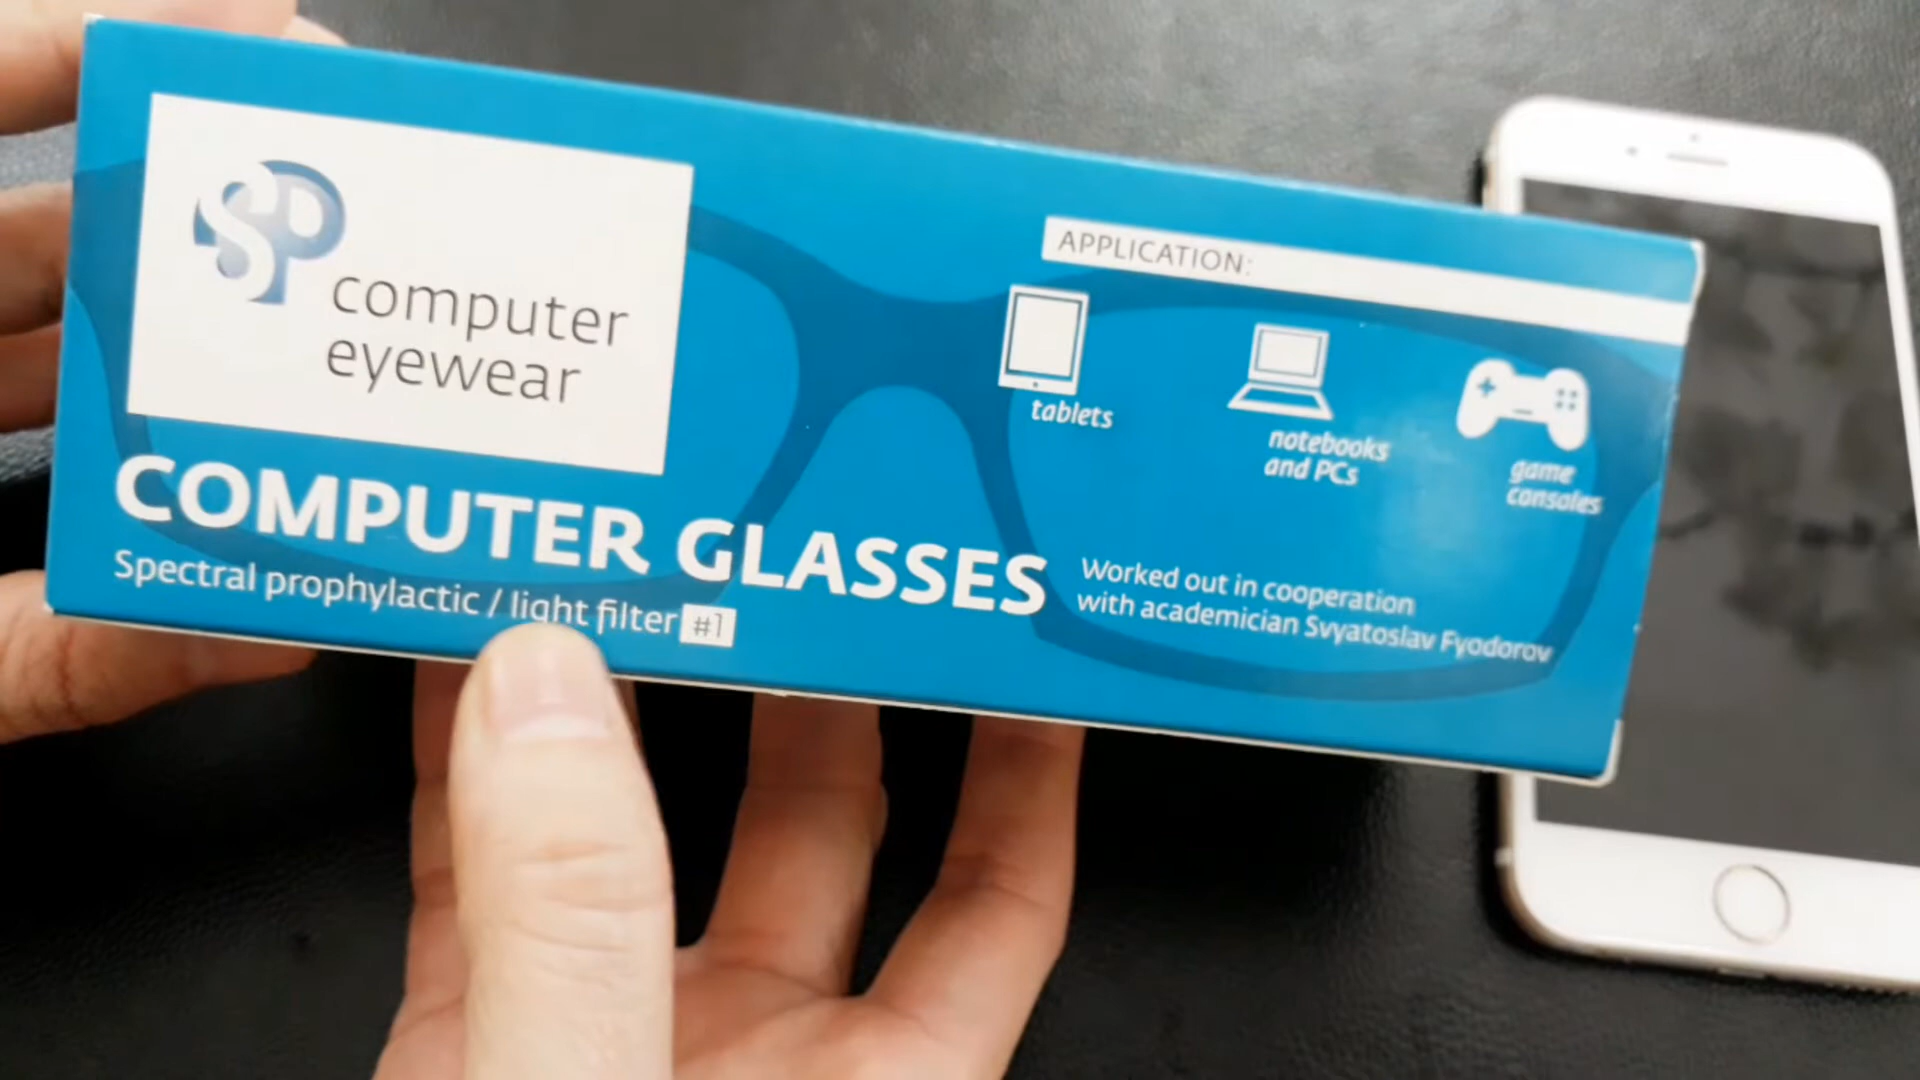 SP
computer
eyewear
COMPUTER GLASSES
Spectral prophylactic / light filter #1
APPLICATION:
tablets
notebooks
and PCs
game
consoles
Worked out in cooperation
with academician Svyatoslav Fyodorov